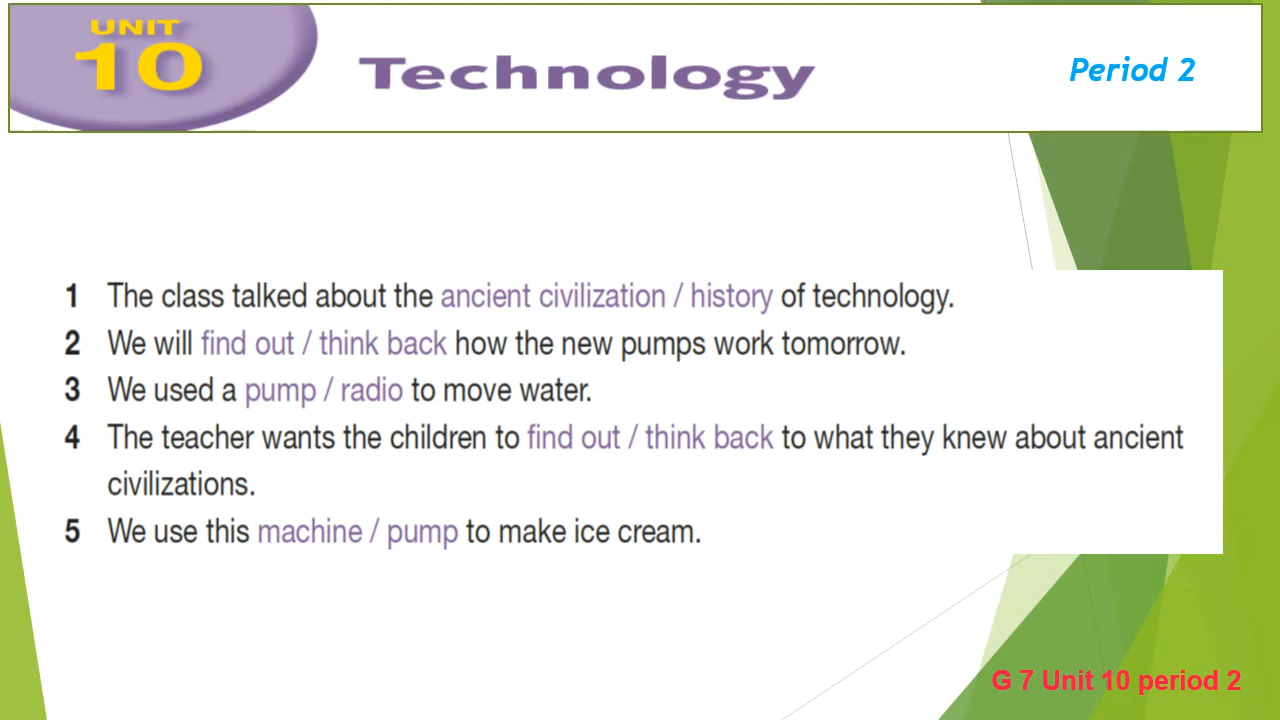 UNIT
10
Technology
Period 2
1 The class talked about the ancient civilization / history of technology.
2 We will find out / think back how the new pumps work tomorrow.
3 We used a pump / radio to move water.
4 The teacher wants the children to find out / think back to what they knew about ancient
civilizations.
5 We use this machine / pump to make ice cream.
G 7 Unit 10 period 2